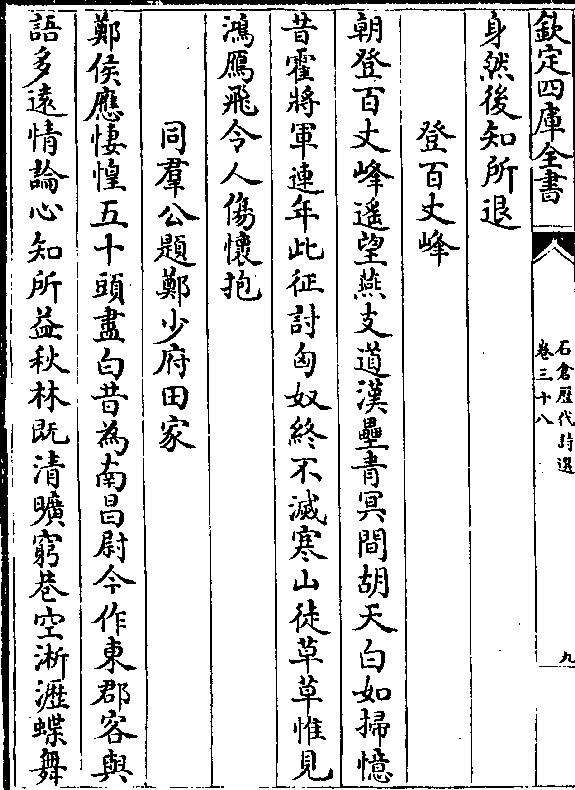 欽定四庫全書
石倉歷代詩選
卷三十八
九
身然後知所退
登百丈峰
朝登百丈峰遥望燕支道漢壘青冥間胡天白如掃憶
昔霍將軍連年此征討匈奴終不滅寒山徒草草惟見
鴻鴈飛令人傷懷抱
同羣公題鄭少府田家
鄭侯應悽惶五十頭盡白昔為南昌尉今作東郡客與
語多遠情論心知所益秋林既清曠窮巷空淅瀝蝶舞